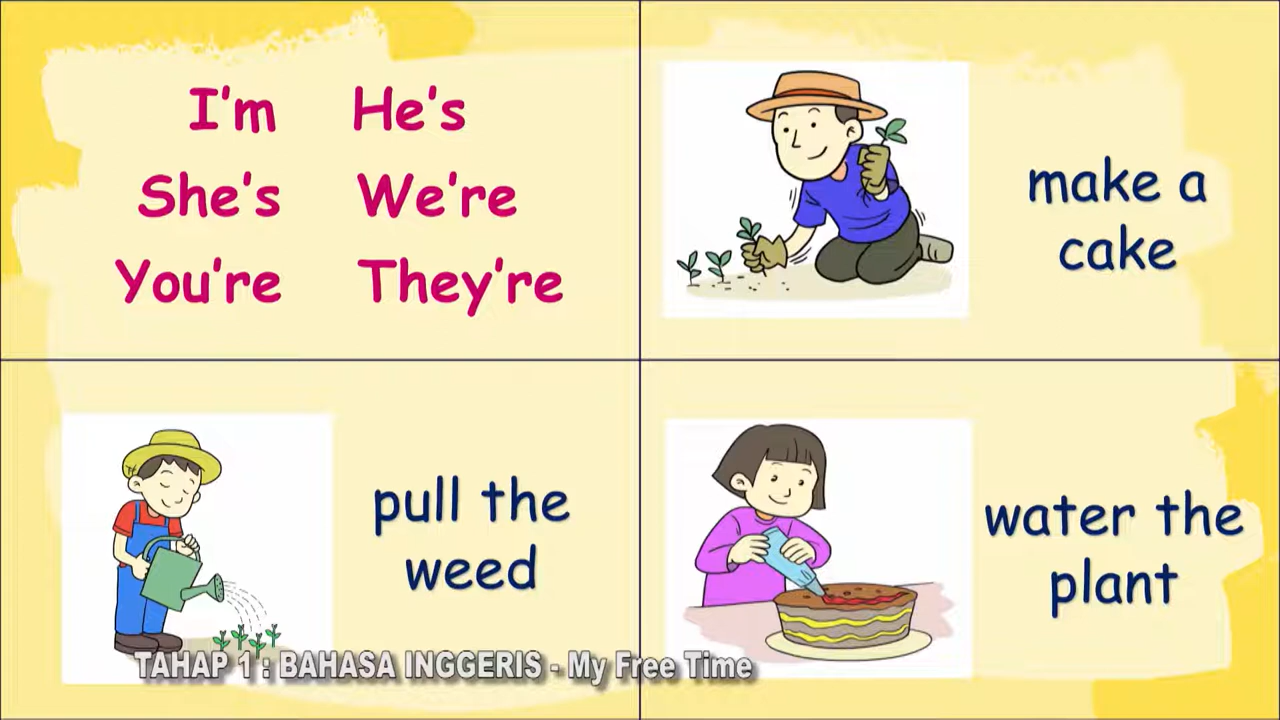 I'm He's
She's We're
You're They're
make a
cake
pull the
weed
water the
plant
TAHAP 1 : BAHASA INGGERIS - My Free Time